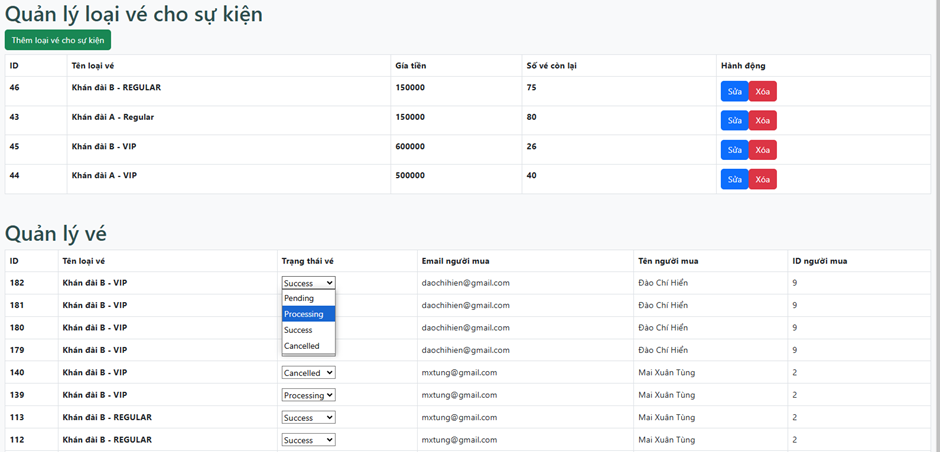 Quản lý loại vé cho sự kiện
Thêm loại vé cho sự kiện
ID Tên loại vé Gía tiền Số vé còn lại Hành động
46 Khán đài B - REGULAR 150000 75 Sửa Xóa
43 Khán đài A - Regular 150000 80 Sửa Xóa
45 Khán đài B - VIP 600000 26 Sửa Xóa
44 Khán đài A - VIP 500000 40 Sửa Xóa
Quản lý vé
ID Tên loại vé Trạng thái vé Email người mua Tên người mua ID người mua
182 Khán đài B - VIP Success daochihien@gmail.com Đào Chí Hiển 9
Pending
181 Khán đài B - VIP Processing daochihien@gmail.com Đào Chí Hiển 9
180 Khán đài B - VIP Success daochihien@gmail.com Đào Chí Hiển 9
179 Khán đài B - VIP Cancelled daochihien@gmail.com Đào Chí Hiển 9
140 Khán đài B - VIP Cancelled mxtung@gmail.com Mai Xuân Tùng 2
139 Khán đài B - VIP Processing mxtung@gmail.com Mai Xuân Tùng 2
113 Khán đài B - REGULAR Success mxtung@gmail.com Mai Xuân Tùng 2
112 Khán đài B - REGULAR Success mxtung@gmail.com Mai Xuân Tùng 2